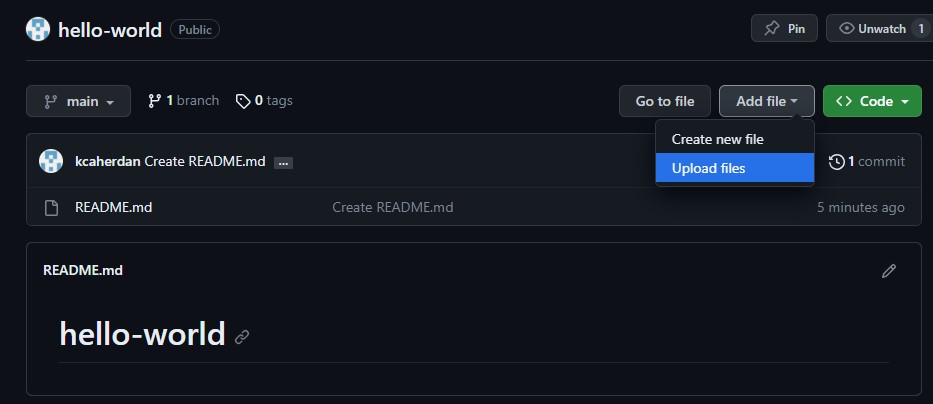 hello-world Public Pin Unwatch 1
main 1 branch 0 tags Go to file Add file Code
Create new file
Upload files
kcaherdan Create README.md ... 1 commit
README.md Create README.md 5 minutes ago
README.md
hello-world